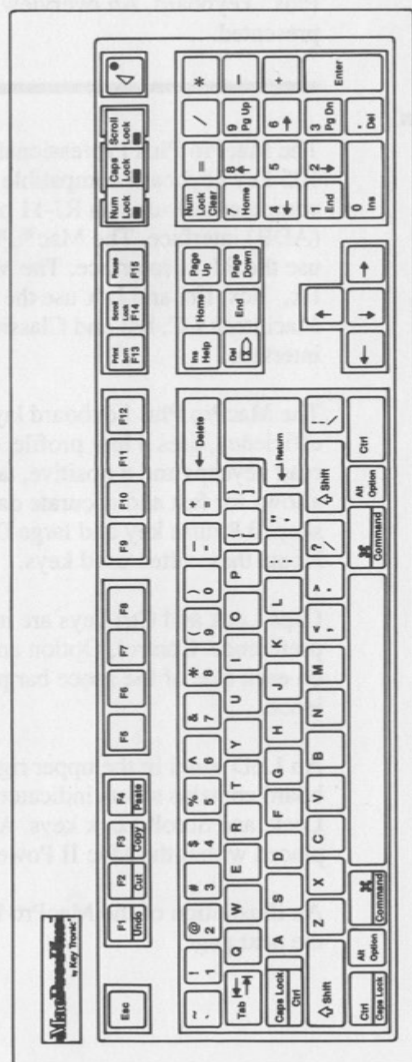 MacPro Plus
by Key Tronic
Esc F1 Undo F2 Cut F3 Copy F4 Paste F5 F6 F7 F8 F9 F10 F11 F12 Print Scrn F13 Scroll Lock F14 Pause F15 Num Lock Caps Lock Scroll Lock
~ ` ! 1 @ 2 # 3 $ 4 % 5 ^ 6 & 7 * 8 ( 9 ) 0 _ - + = ← Delete Ins Help Home Page Up Num Lock Clear = / *
Tab Q W E R T Y U I O P { [ } ] Return Del End Page Down 7 Home 8 ↑ 9 Pg Up -
Caps Lock Ctrl A S D F G H J K L : ; " ' 4 ← 5 6 → +
⇧ Shift Z X C V B N M < , > . ? / ⇧ Shift | \ ↑ 1 End 2 ↓ 3 Pg Dn Enter
Ctrl Caps Lock Alt Option ⌘ Command ⌘ Command Alt Option Ctrl ← ↓ → 0 Ins . Del